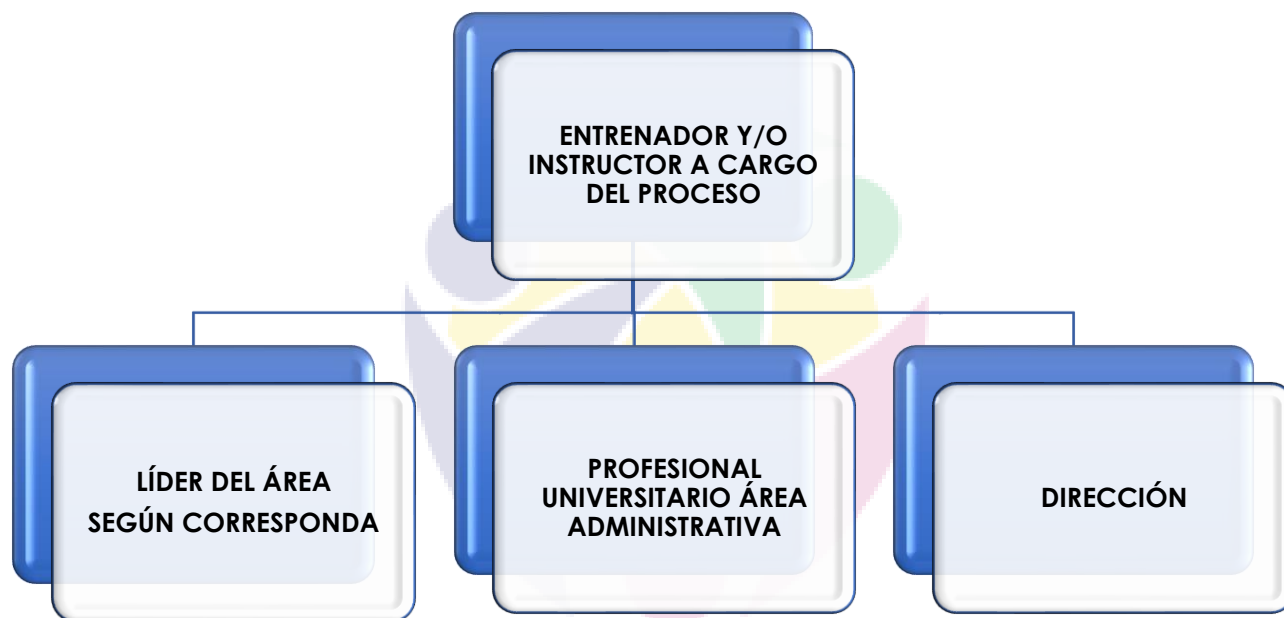 ENTRENADOR Y/O
INSTRUCTOR A CARGO
DEL PROCESO
LÍDER DEL ÁREA
SEGÚN CORRESPONDA
PROFESIONAL
UNIVERSITARIO ÁREA
ADMINISTRATIVA
DIRECCIÓN